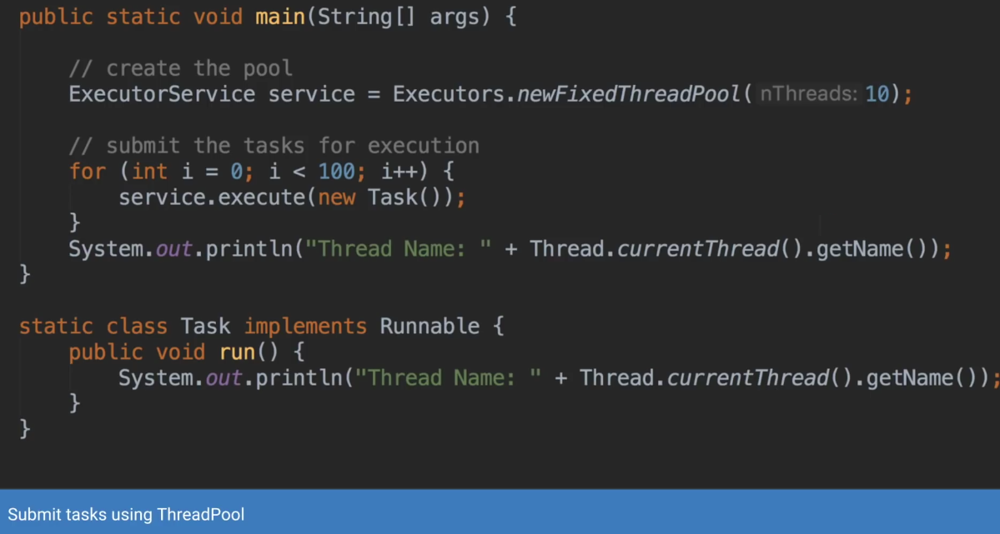 public static void main(String[] args) {
// create the pool
ExecutorService service = Executors.newFixedThreadPool( nThreads: 10);
// submit the tasks for execution
for (int i = 0; i < 100; i++) {
service.execute(new Task());
}
System.out.println("Thread Name: " + Thread.currentThread().getName());
}
static class Task implements Runnable {
public void run() {
System.out.println("Thread Name: " + Thread.currentThread().getName());
}
}
Submit tasks using ThreadPool